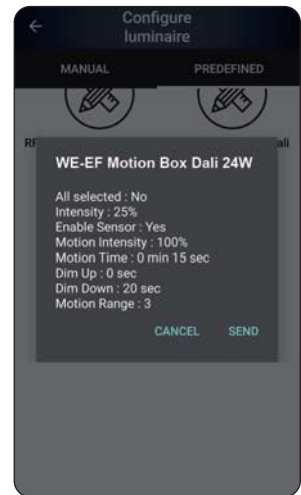 Configure
luminaire
MANUAL PREDEFINED
WE-EF Motion Box Dali 24W
All selected : No
Intensity : 25%
Enable Sensor : Yes
Motion Intensity : 100%
Motion Time : 0 min 15 sec
Dim Up : 0 sec
Dim Down : 20 sec
Motion Range : 3
CANCEL SEND